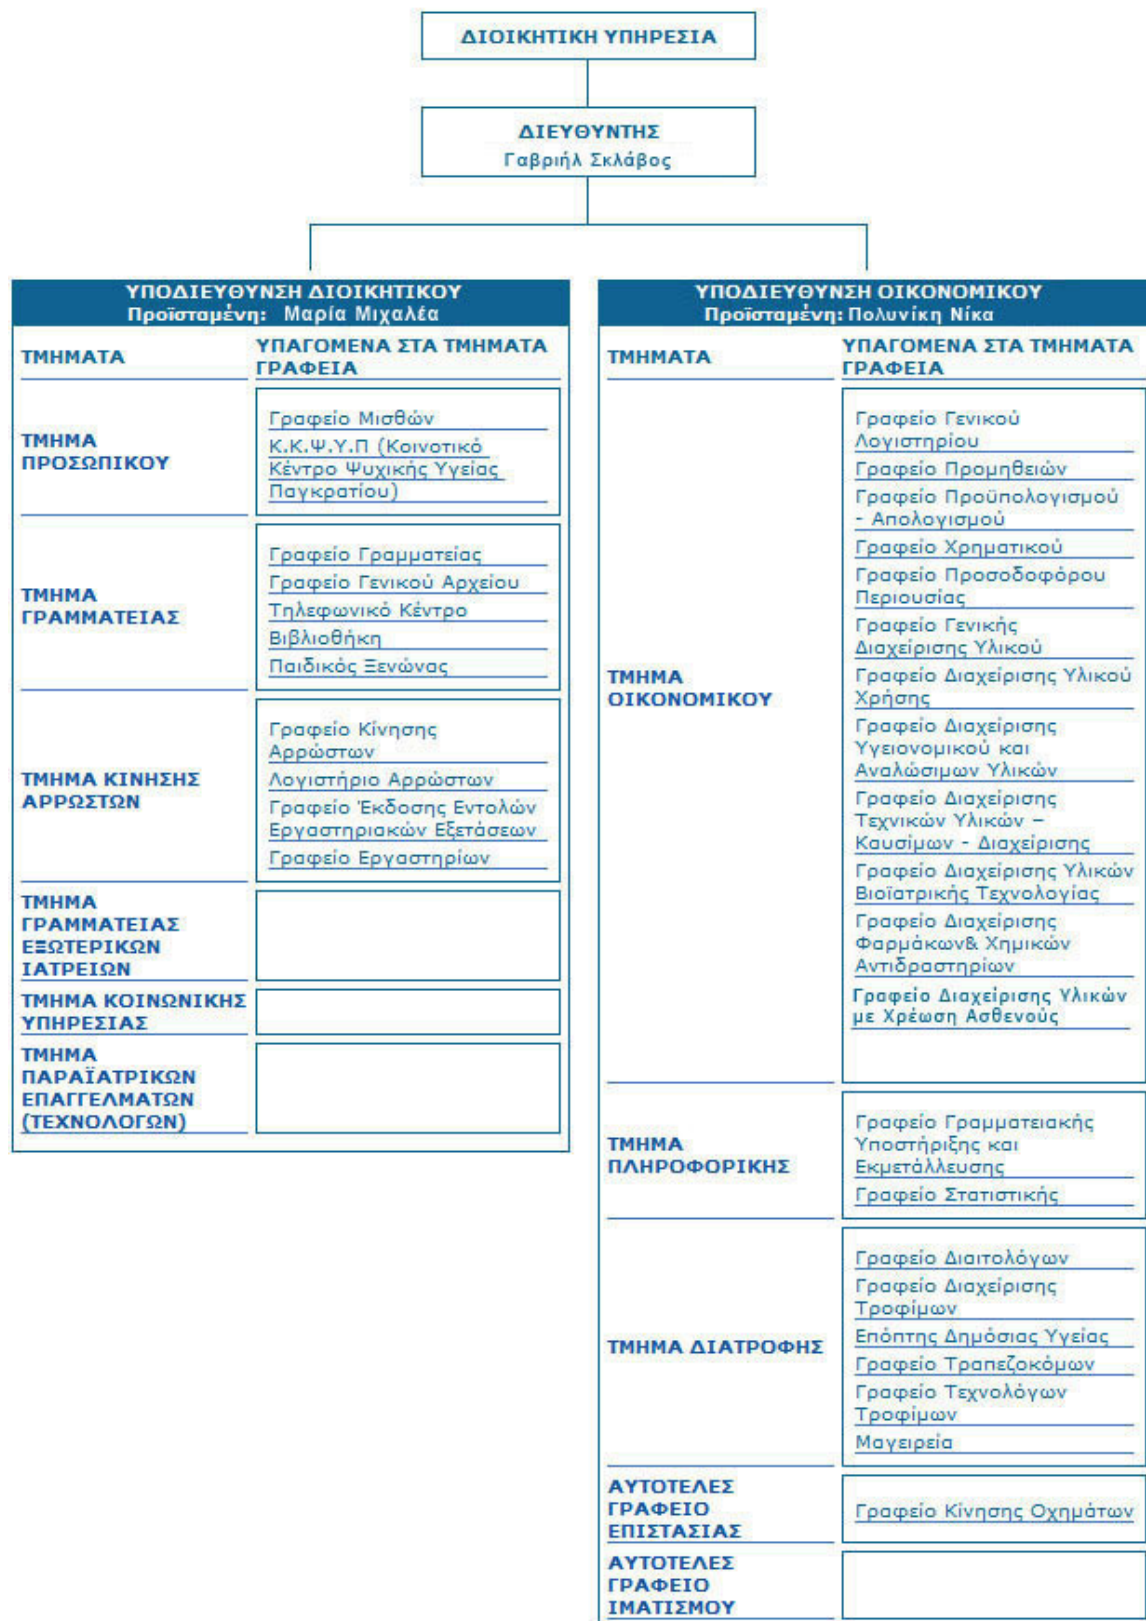 ΔΙΟΙΚΗΤΙΚΗ ΥΠΗΡΕΣΙΑ
ΔΙΕΥΘΥΝΤΗΣ
Γαβριήλ Σκλάβος
ΥΠΟΔΙΕΥΘΥΝΣΗ ΔΙΟΙΚΗΤΙΚΟΥ
Προϊσταμένη: Μαρία Μιχαλέα
ΤΜΗΜΑΤΑ
ΥΠΑΓΟΜΕΝΑ ΣΤΑ ΤΜΗΜΑΤΑ
ΓΡΑΦΕΙΑ
ΤΜΗΜΑ
ΠΡΟΣΩΠΙΚΟΥ
Γραφείο Μισθών
Κ.Κ.Ψ.Υ.Π (Κοινοτικό
Κέντρο Ψυχικής Υγείας
Παγκρατίου)
ΤΜΗΜΑ
ΓΡΑΜΜΑΤΕΙΑΣ
Γραφείο Γραμματείας
Γραφείο Γενικού Αρχείου
Τηλεφωνικό Κέντρο
Βιβλιοθήκη
Παιδικός Ξενώνας
ΤΜΗΜΑ ΚΙΝΗΣΗΣ
ΑΡΡΩΣΤΩΝ
Γραφείο Κίνησης
Αρρώστων
Λογιστήριο Αρρώστων
Γραφείο Έκδοσης Εντολών
Εργαστηριακών Εξετάσεων
Γραφείο Εργαστηρίων
ΤΜΗΜΑ
ΓΡΑΜΜΑΤΕΙΑΣ
ΕΞΩΤΕΡΙΚΩΝ
ΙΑΤΡΕΙΩΝ
ΤΜΗΜΑ ΚΟΙΝΩΝΙΚΗΣ
ΥΠΗΡΕΣΙΑΣ
ΤΜΗΜΑ
ΠΑΡΑΪΑΤΡΙΚΩΝ
ΕΠΑΓΓΕΛΜΑΤΩΝ
(ΤΕΧΝΟΛΟΓΩΝ)
ΥΠΟΔΙΕΥΘΥΝΣΗ ΟΙΚΟΝΟΜΙΚΟΥ
Προϊσταμένη: Πολυνίκη Νίκα
ΤΜΗΜΑΤΑ
ΥΠΑΓΟΜΕΝΑ ΣΤΑ ΤΜΗΜΑΤΑ
ΓΡΑΦΕΙΑ
ΤΜΗΜΑ
ΟΙΚΟΝΟΜΙΚΟΥ
Γραφείο Γενικού
Λογιστηρίου
Γραφείο Προμηθειών
Γραφείο Προϋπολογισμού
- Απολογισμού
Γραφείο Χρηματικού
Γραφείο Προσοδοφόρου
Περιουσίας
Γραφείο Γενικής
Διαχείρισης Υλικού
Γραφείο Διαχείρισης Υλικού
Χρήσης
Γραφείο Διαχείρισης
Υγειονομικού και
Αναλώσιμων Υλικών
Γραφείο Διαχείρισης
Τεχνικών Υλικών –
Καυσίμων - Διαχείρισης
Γραφείο Διαχείρισης Υλικών
Βιοϊατρικής Τεχνολογίας
Γραφείο Διαχείρισης
Φαρμάκων& Χημικών
Αντιδραστηρίων
Γραφείο Διαχείρισης Υλικών
με Χρέωση Ασθενούς
ΤΜΗΜΑ
ΠΛΗΡΟΦΟΡΙΚΗΣ
Γραφείο Γραμματειακής
Υποστήριξης και
Εκμετάλλευσης
Γραφείο Στατιστικής
ΤΜΗΜΑ ΔΙΑΤΡΟΦΗΣ
Γραφείο Διαιτολόγων
Γραφείο Διαχείρισης
Τροφίμων
Επόπτης Δημόσιας Υγείας
Γραφείο Τραπεζοκόμων
Γραφείο Τεχνολόγων
Τροφίμων
Μαγειρεία
ΑΥΤΟΤΕΛΕΣ
ΓΡΑΦΕΙΟ
ΕΠΙΣΤΑΣΙΑΣ
Γραφείο Κίνησης Οχημάτων
ΑΥΤΟΤΕΛΕΣ
ΓΡΑΦΕΙΟ
ΙΜΑΤΙΣΜΟΥ